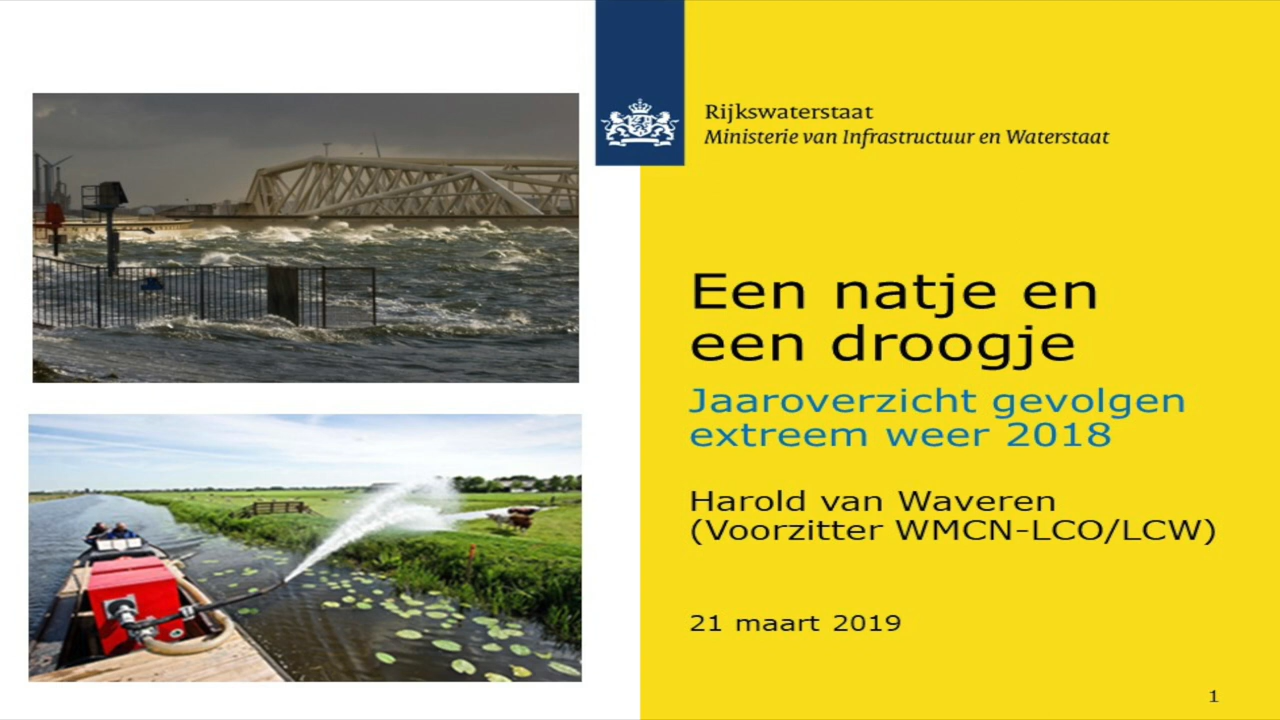 Rijkswaterstaat
Ministerie van Infrastructuur en Waterstaat
Een natje en
een droogje
Jaaroverzicht gevolgen
extreem weer 2018
Harold van Waveren
(Voorzitter WMCN-LCO/LCW)
21 maart 2019
1